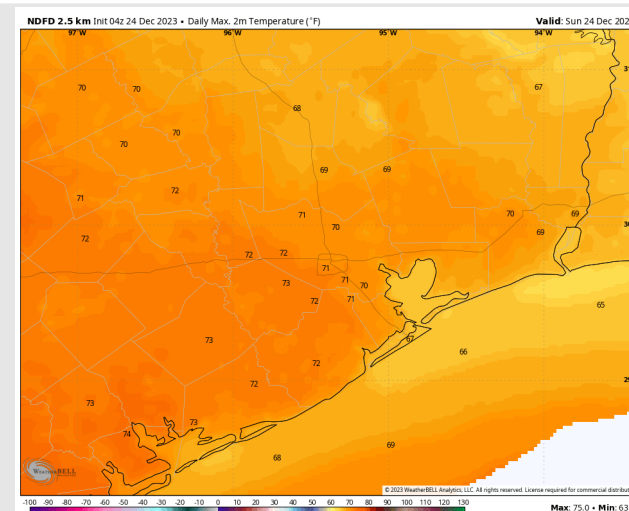 NDFD 2.5 km Init 04z 24 Dec 2023 • Daily Max. 2m Temperature (°F)
Valid: Sun 24 Dec 202
97°W 96°W 95°W 94°W
31
67
70 70
68
70
70
69 69
72
71
71 70 69
70
30
72 69
72 72
71
73 71 70
72 71
65
73 67
66
72
29
72
73
73
74
69
68
WeatherBELL
© 2023 WeatherBELL Analytics, LLC. All rights reserved. License required for commercial distribut
-100 -90 -80 -70 -60 -50 -40 -30 -20 -10 0 10 20 30 40 50 60 70 80 90 100 110 120 130
Max: 75.0 • Min: 63